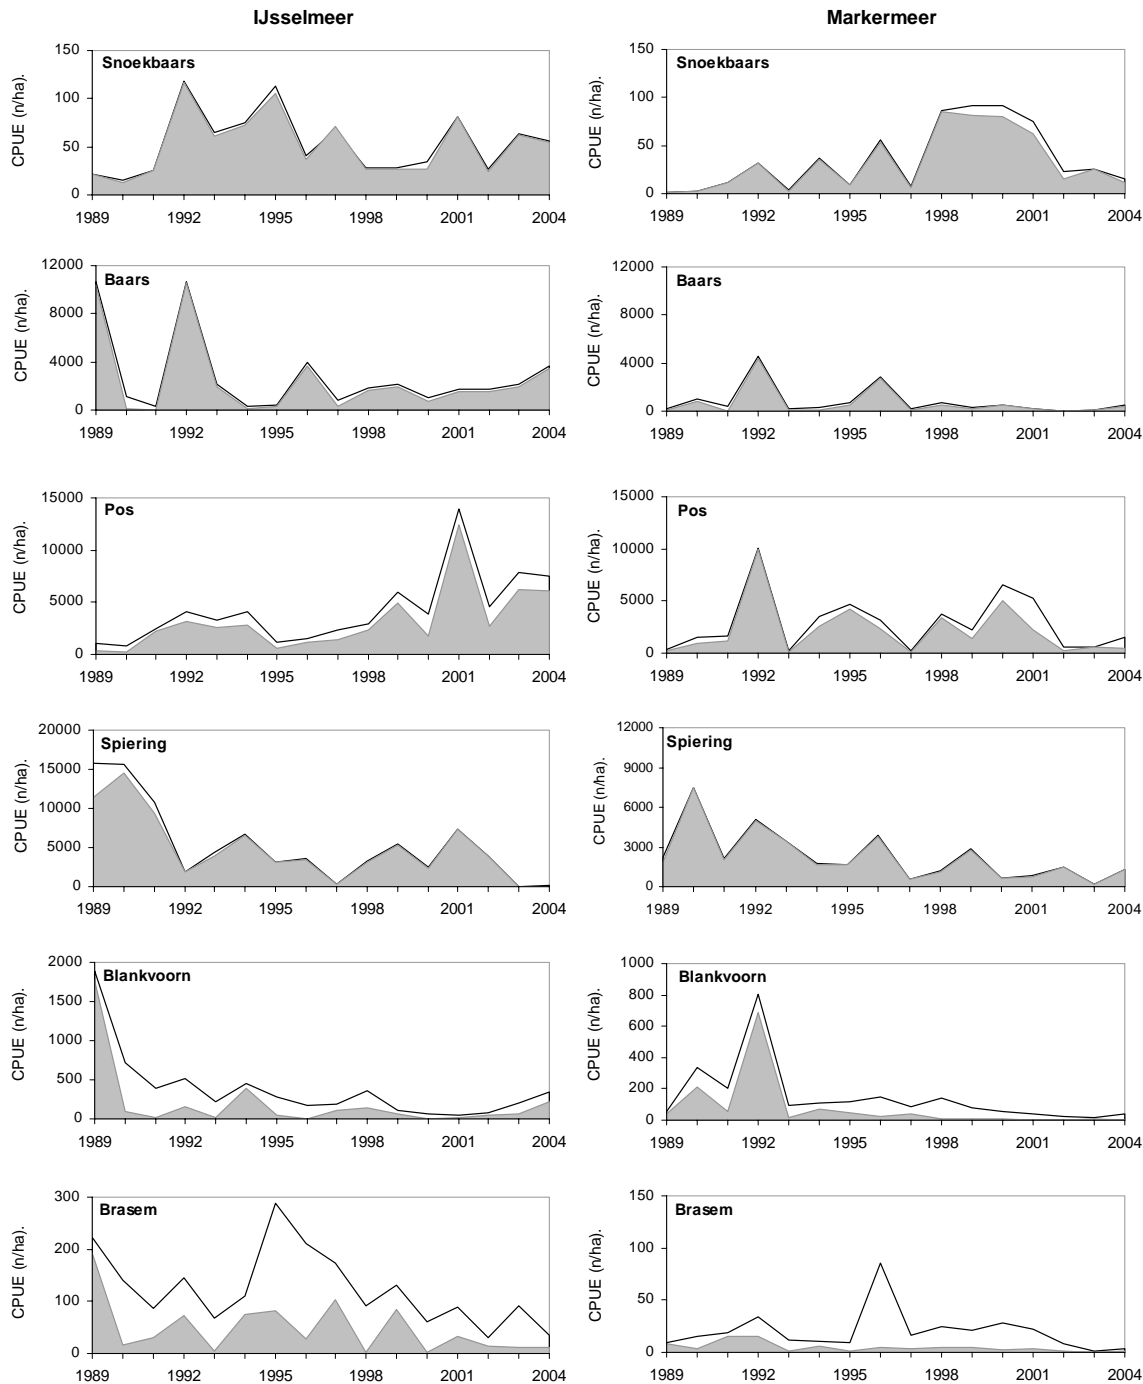 IJsselmeer
Markermeer
Snoekbaars
CPUE (n/ha).
150
100
50
0
1989 1992 1995 1998 2001 2004
Snoekbaars
CPUE (n/ha).
150
100
50
0
1989 1992 1995 1998 2001 2004
Baars
CPUE (n/ha).
12000
8000
4000
0
1989 1992 1995 1998 2001 2004
Baars
CPUE (n/ha).
12000
8000
4000
0
1989 1992 1995 1998 2001 2004
Pos
CPUE (n/ha).
15000
10000
5000
0
1989 1992 1995 1998 2001 2004
Pos
CPUE (n/ha).
15000
10000
5000
0
1989 1992 1995 1998 2001 2004
Spiering
CPUE (n/ha).
20000
15000
10000
5000
0
1989 1992 1995 1998 2001 2004
Spiering
CPUE (n/ha).
12000
9000
6000
3000
0
1989 1992 1995 1998 2001 2004
Blankvoorn
CPUE (n/ha).
2000
1500
1000
500
0
1989 1992 1995 1998 2001 2004
Blankvoorn
CPUE (n/ha).
1000
800
600
400
200
0
1989 1992 1995 1998 2001 2004
Brasem
CPUE (n/ha).
300
200
100
0
1989 1992 1995 1998 2001 2004
Brasem
CPUE (n/ha).
150
100
50
0
1989 1992 1995 1998 2001 2004